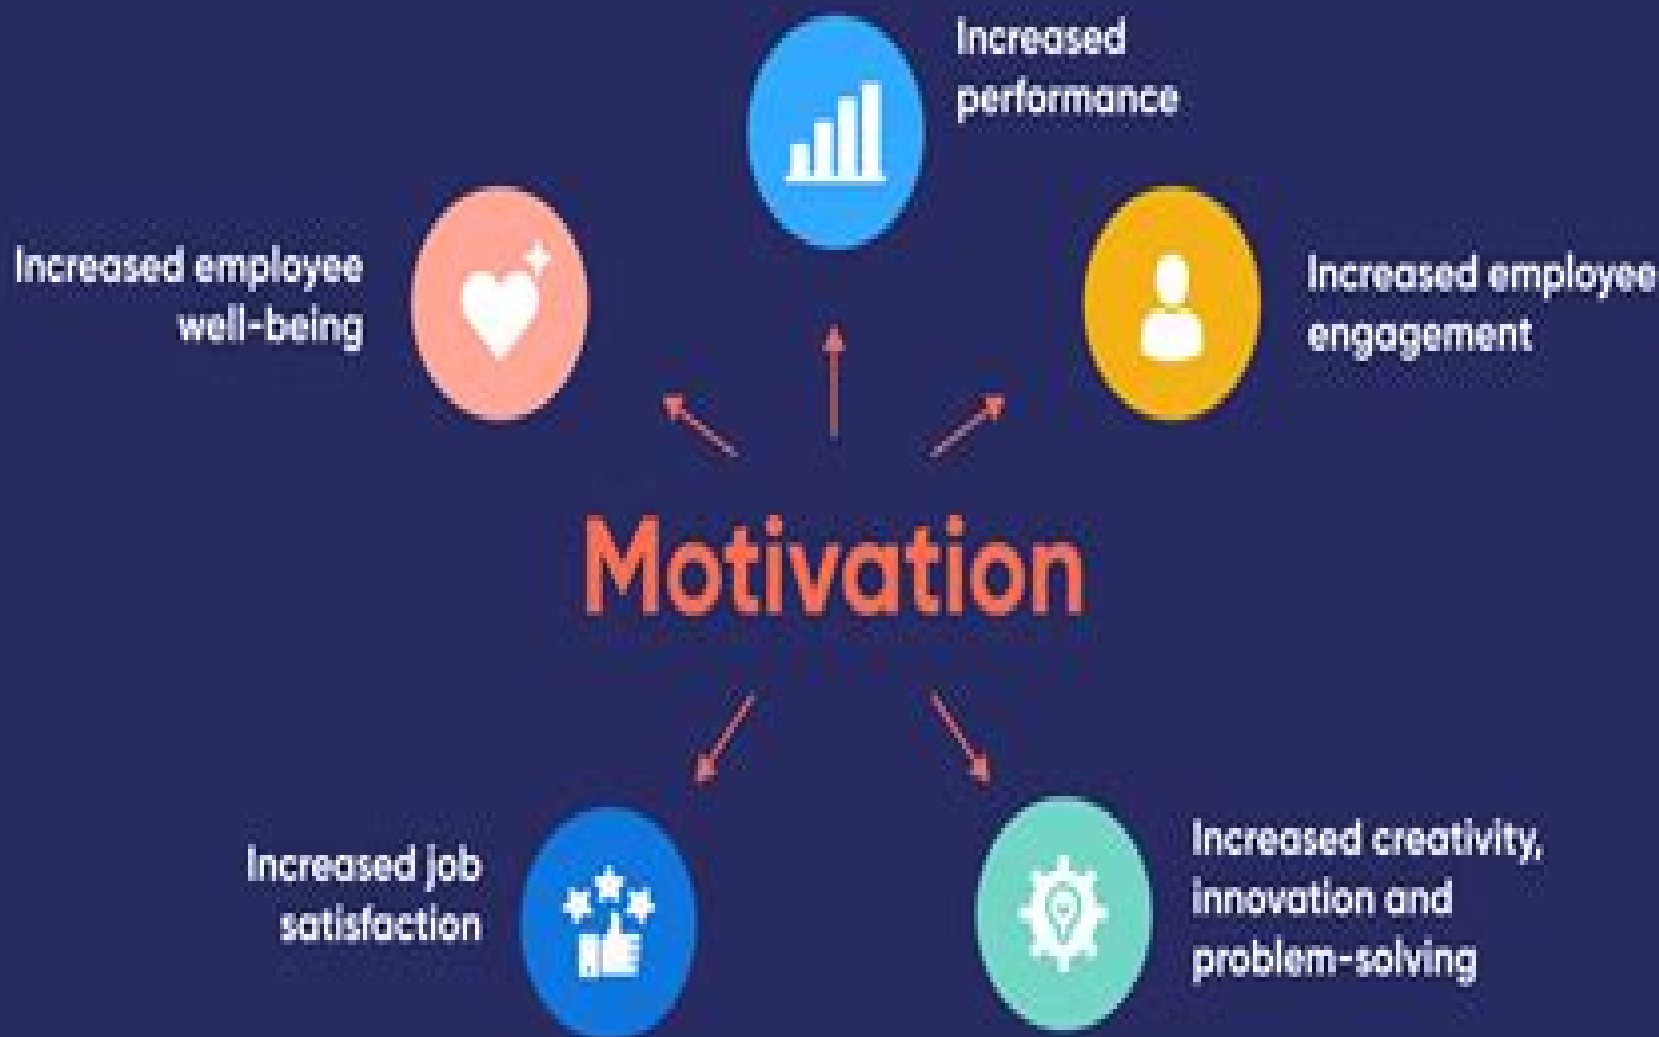 Increased
performance
Increased employee
well-being
Increased employee
engagement
Motivation
Increased job
satisfaction
Increased creativity,
innovation and
problem-solving